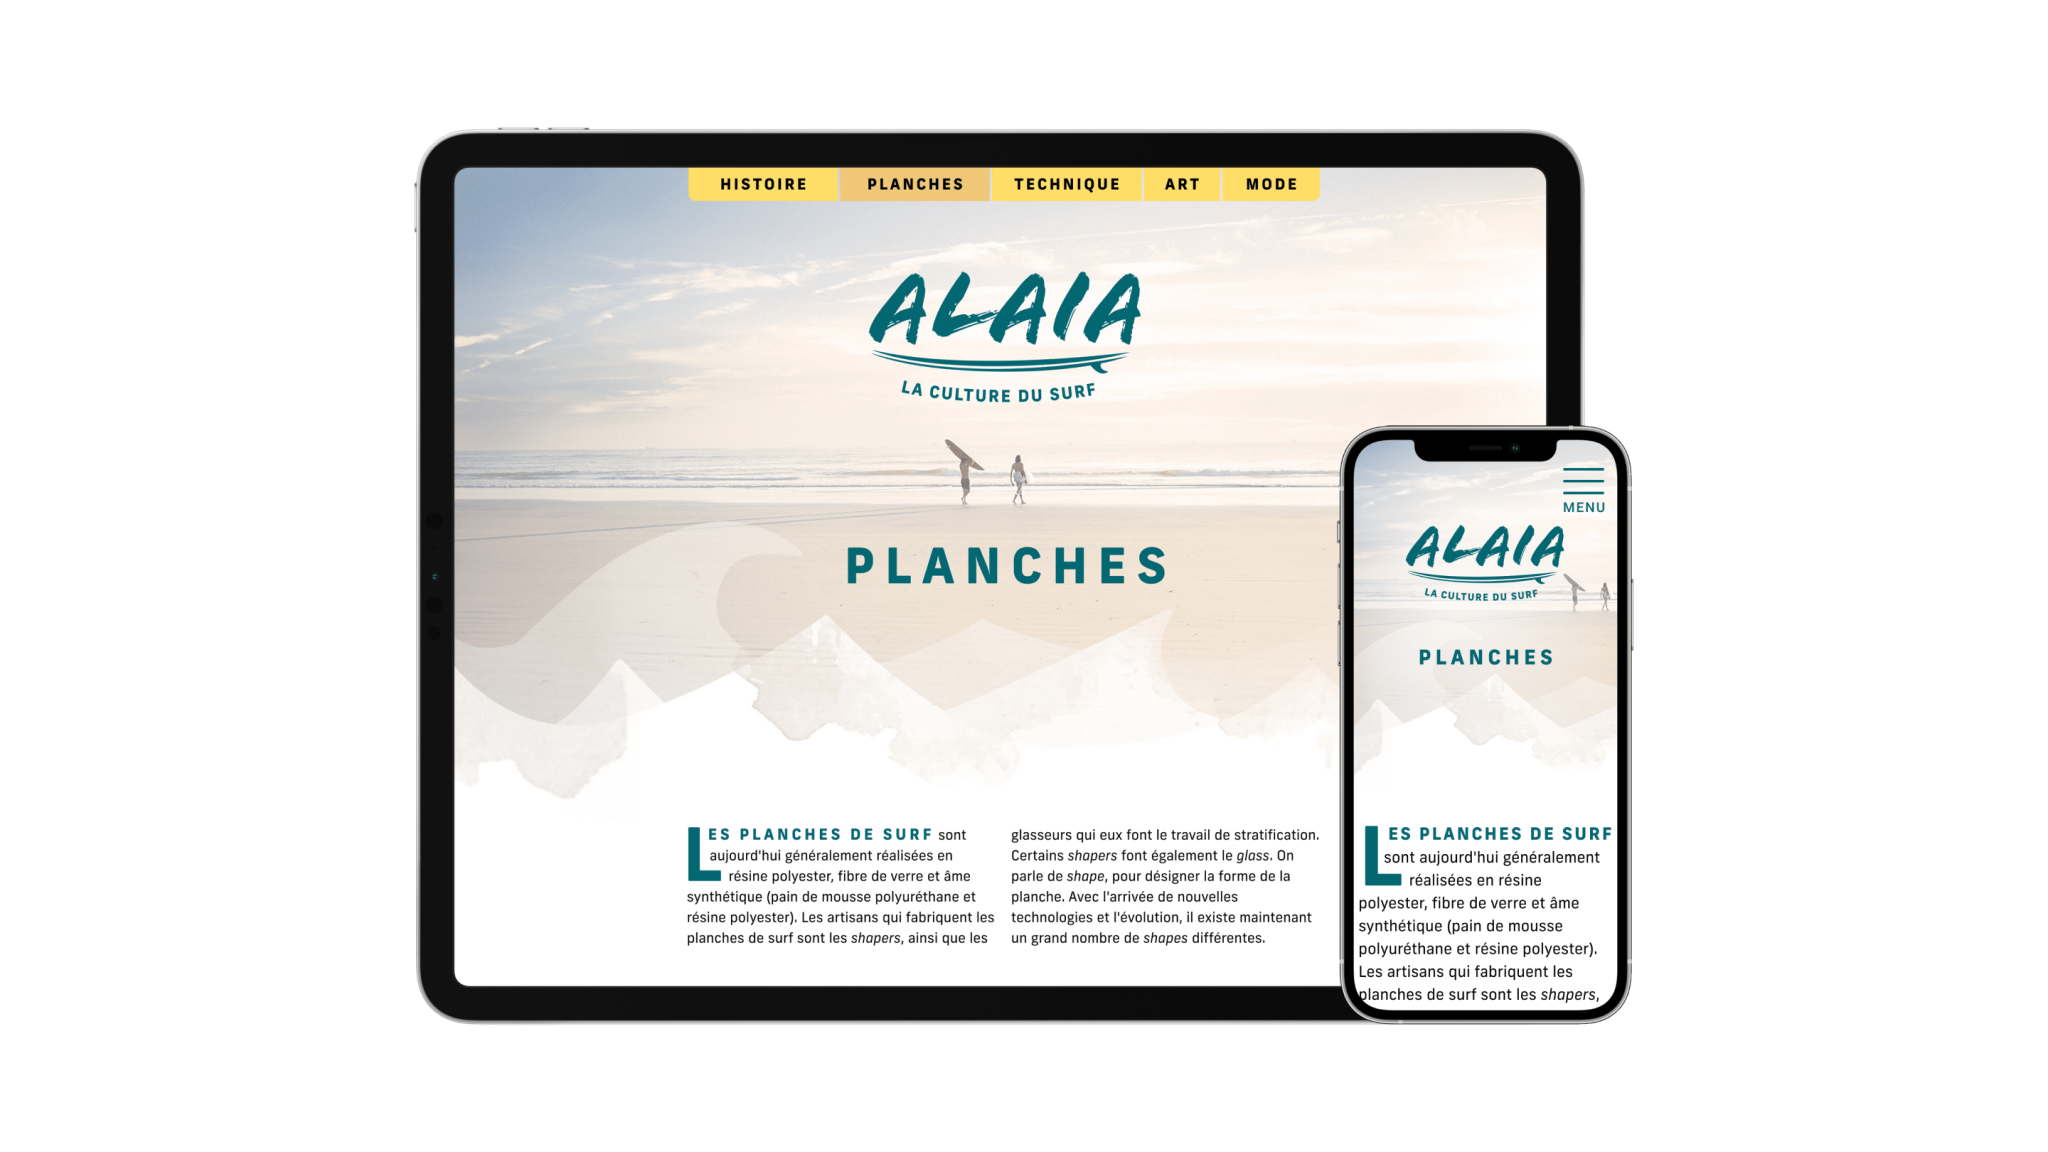 HISTOIRE PLANCHES TECHNIQUE ART MODE
ALAIA
LA CULTURE DU SURF
PLANCHES
LES PLANCHES DE SURF sont
aujourd'hui généralement réalisées en
résine polyester, fibre de verre et âme
synthétique (pain de mousse polyuréthane et
résine polyester). Les artisans qui fabriquent les
planches de surf sont les shapers, ainsi que les
glasseurs qui eux font le travail de stratification.
Certains shapers font également le glass. On
parle de shape, pour désigner la forme de la
planche. Avec l'arrivée de nouvelles
technologies et l'évolution, il existe maintenant
un grand nombre de shapes différentes.
MENU
ALAIA
LA CULTURE DU SURF
PLANCHES
LES PLANCHES DE SURF
sont aujourd'hui généralement
réalisées en résine
polyester, fibre de verre et âme
synthétique (pain de mousse
polyuréthane et résine polyester).
Les artisans qui fabriquent les
planches de surf sont les shapers,